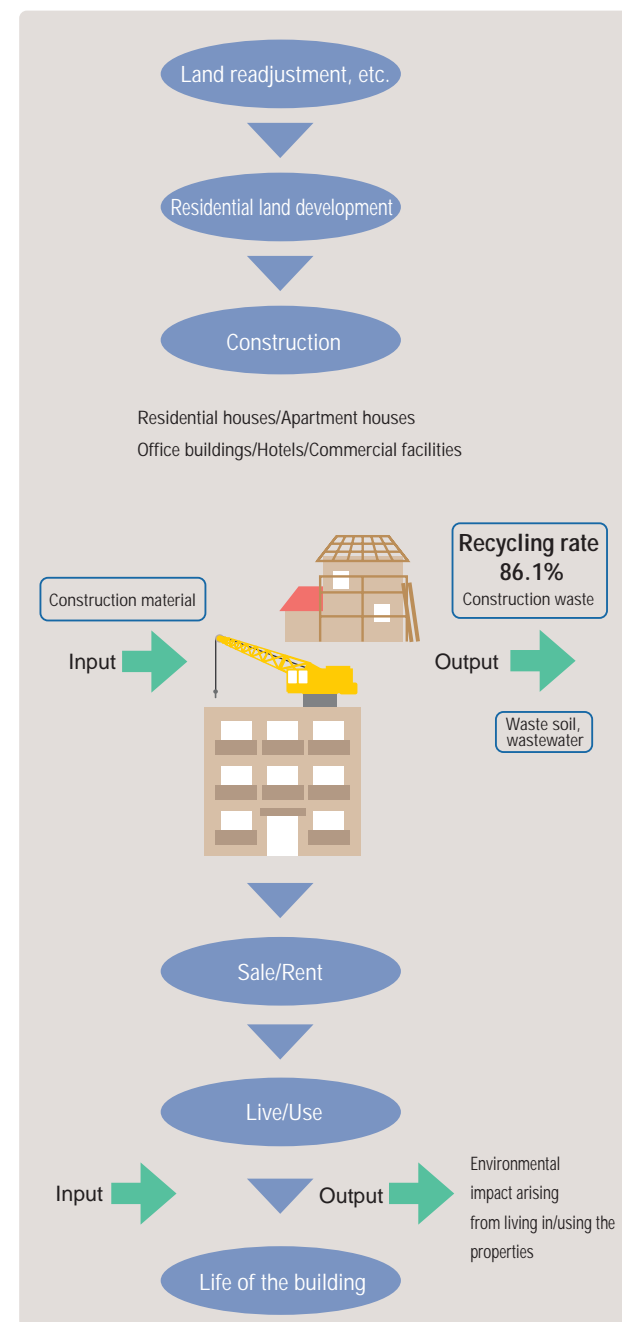 Land readjustment, etc.
Residential land development
Construction
Residential houses/Apartment houses
Office buildings/Hotels/Commercial facilities
Construction material
Input
Recycling rate
86.1%
Construction waste
Output
Waste soil,
wastewater
Sale/Rent
Live/Use
Input
Output
Environmental
impact arising
from living in/using the
properties
Life of the building